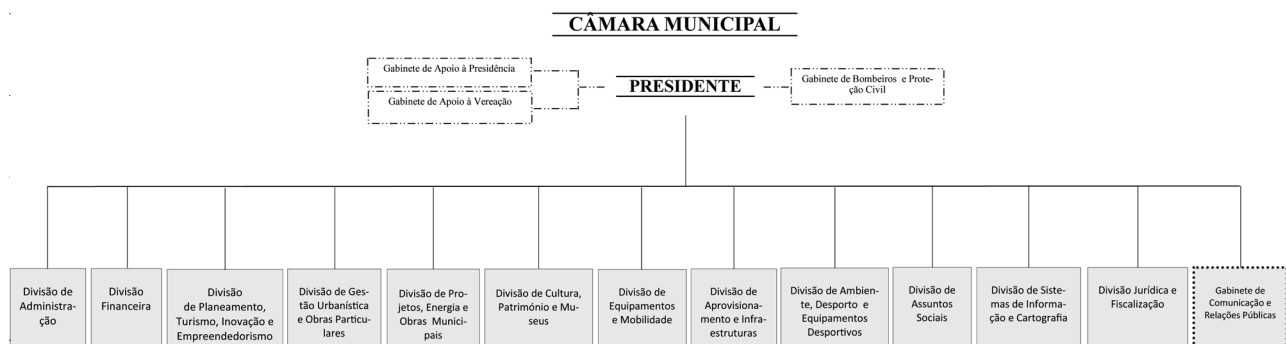 CÂMARA MUNICIPAL
Gabinete de Apoio à Presidência
Gabinete de Apoio à Vereação
PRESIDENTE
Gabinete de Bombeiros e Prote-
ção Civil
Divisão de
Administra-
ção
Divisão
Financeira
Divisão
de Planeamento,
Turismo, Inovação e
Empreendedorismo
Divisão de Ges-
tão Urbanística
e Obras Particu-
lares
Divisão de Pro-
jetos, Energia e
Obras Munici-
pais
Divisão de Cultura,
Património e Mu-
seus
Divisão de
Equipamentos
e Mobilidade
Divisão de
Aprovisiona-
mento e Infra-
estruturas
Divisão de Ambien-
te, Desporto e
Equipamentos
Desportivos
Divisão de
Assuntos
Sociais
Divisão de Siste-
mas de Informa-
ção e Cartografia
Divisão Jurídica e
Fiscalização
Gabinete de
Comunicação e
Relações Públicas